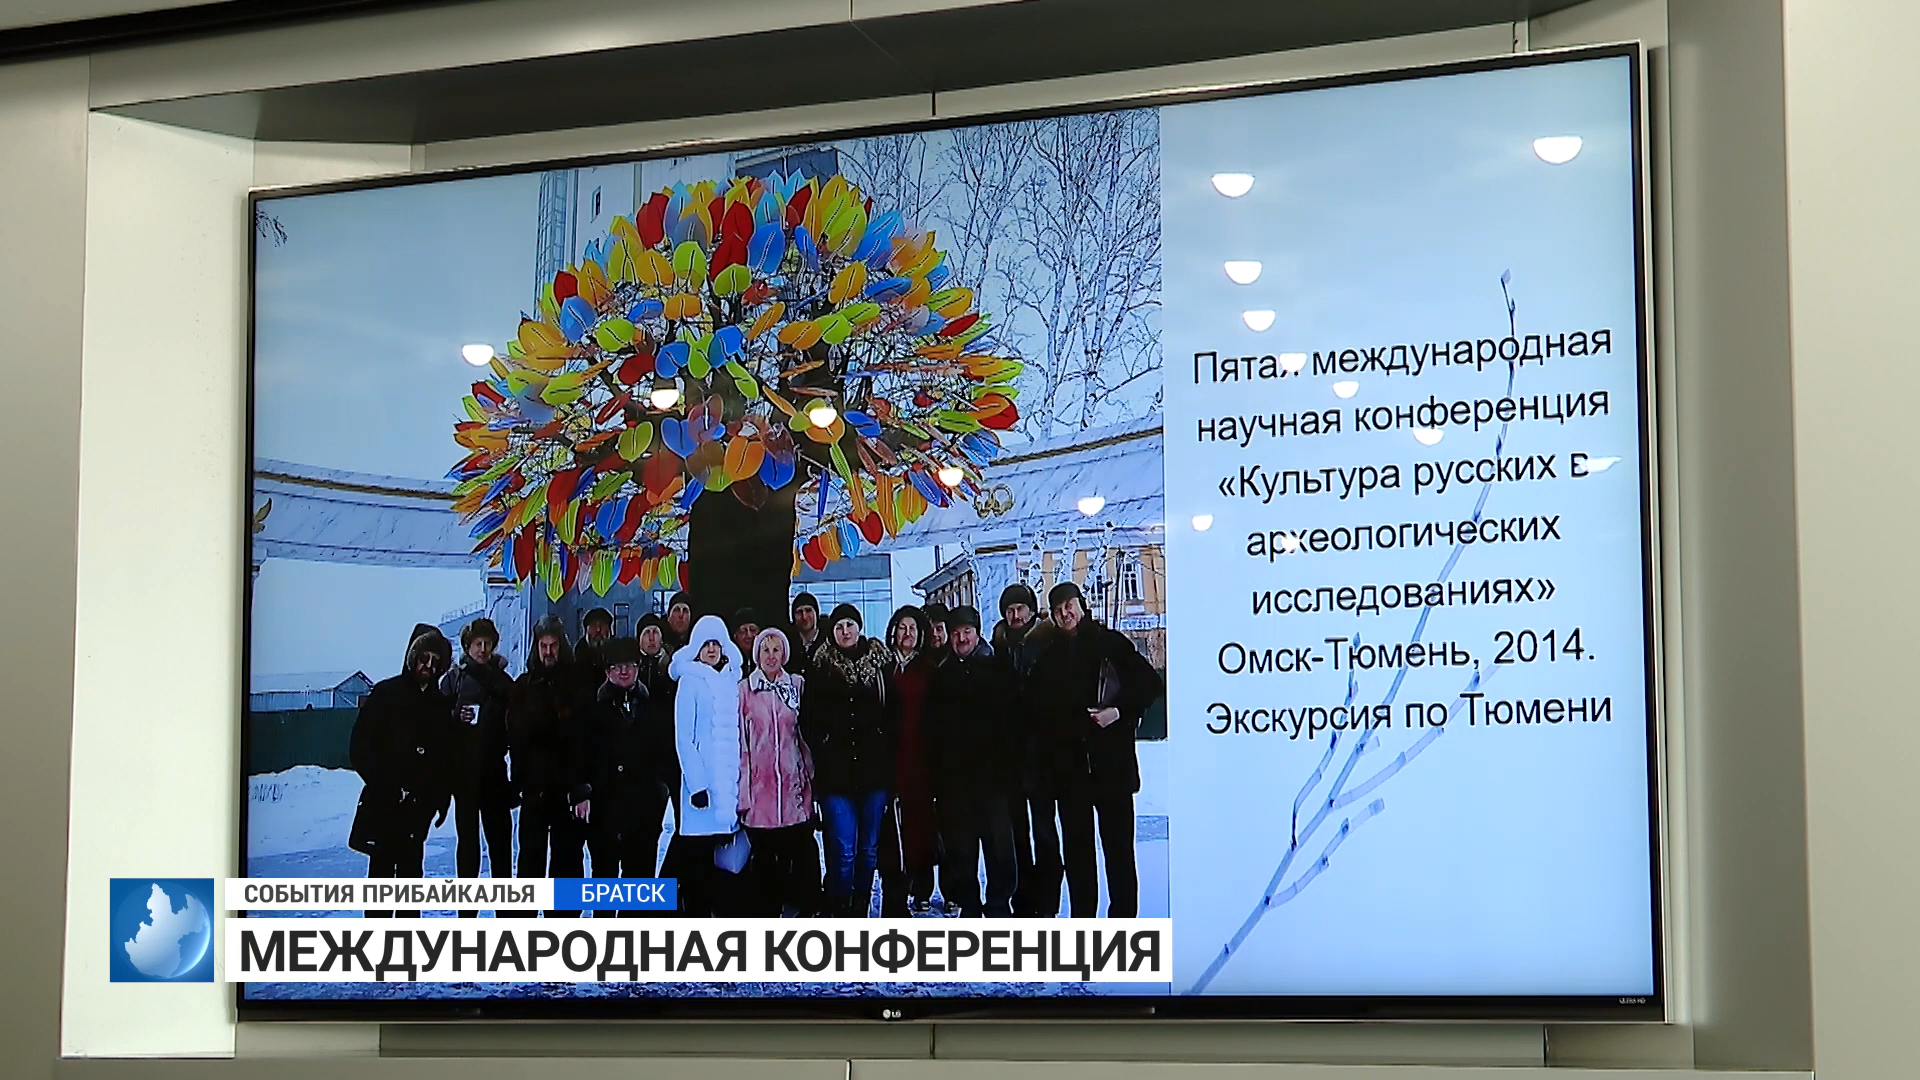 Пятая международная
научная конференция
«Культура русских в
археологических
исследованиях»
Омск-Тюмень, 2014.
Экскурсия по Тюмени
СОБЫТИЯ ПРИБАЙКАЛЬЯ
БРАТСК
МЕЖДУНАРОДНАЯ КОНФЕРЕНЦИЯ
LG